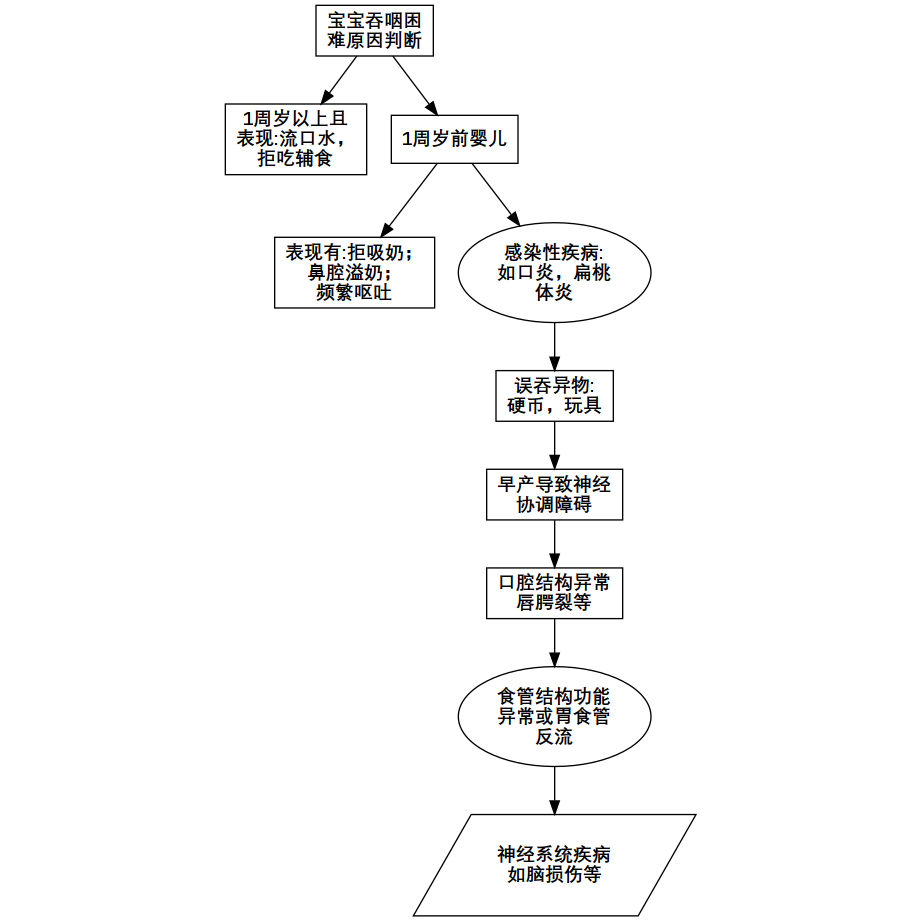 宝宝吞咽困
难原因判断
1周岁以上且
表现:流口水，
拒吃辅食
1周岁前婴儿
表现有:拒吸奶；
鼻腔溢奶；
频繁呕吐
感染性疾病:
如口炎，扁桃
体炎
误吞异物:
硬币，玩具
早产导致神经
协调障碍
口腔结构异常
唇腭裂等
食管结构功能
异常或胃食管
反流
神经系统疾病
如脑损伤等